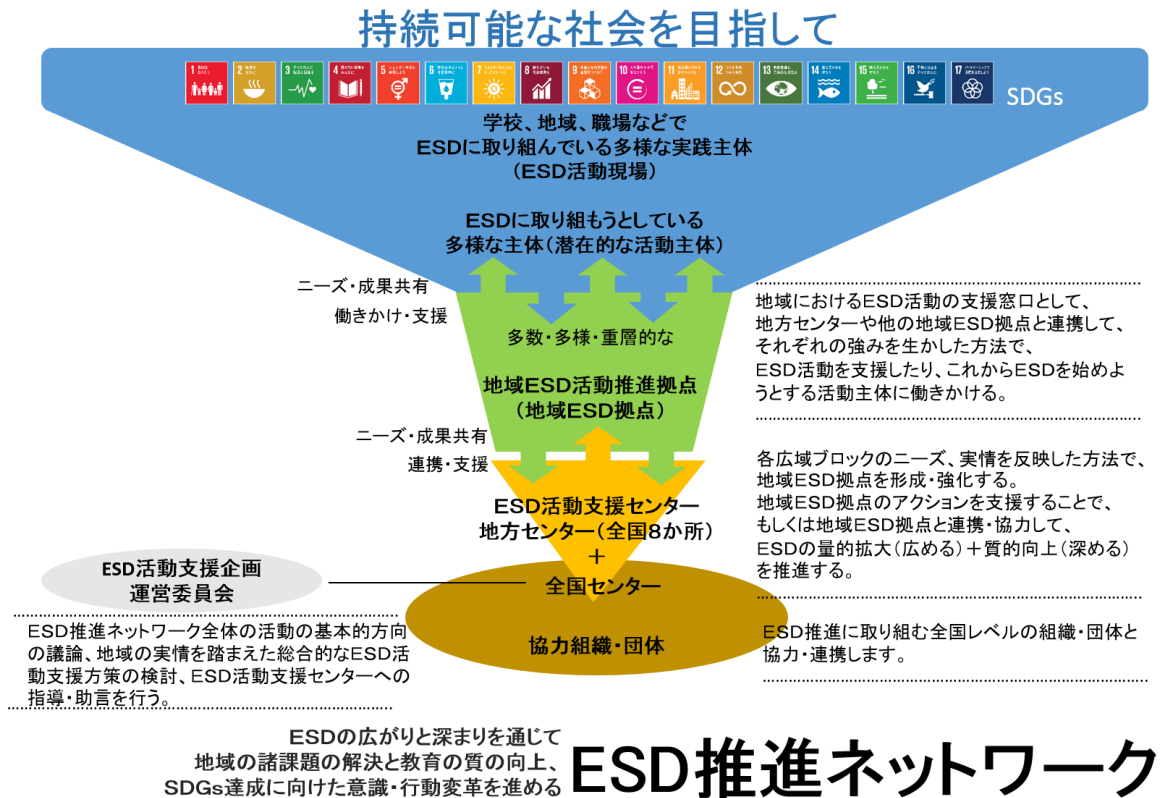 持続可能な社会を目指して
1
2
3
4
5
6
7
8
9
10
11
12
13
14
15
16
17
SDGs
学校、地域、職場などで
ESDに取り組んでいる多様な実践主体
(ESD活動現場)
ESDに取り組もうとしている
多様な主体(潜在的な活動主体)
ニーズ・成果共有
働きかけ・支援
多数・多様・重層的な
地域ESD活動推進拠点
(地域ESD拠点)
地域におけるESD活動の支援窓口として、
地方センターや他の地域ESD拠点と連携して、
それぞれの強みを生かした方法で、
ESD活動を支援したり、これからESDを始めよ
うとする活動主体に働きかける。
ニーズ・成果共有
連携・支援
ESD活動支援センター
地方センター(全国8か所)
+
全国センター
各広域ブロックのニーズ、実情を反映した方法で、
地域ESD拠点を形成・強化する。
地域ESD拠点のアクションを支援することで、
もしくは地域ESD拠点と連携・協力して、
ESDの量的拡大(広める)+質的向上(深める)
を推進する。
ESD活動支援企画
運営委員会
協力組織・団体
ESD推進ネットワーク全体の活動の基本的方向
の議論、地域の実情を踏まえた総合的なESD活
動支援方策の検討、ESD活動支援センターへの
指導・助言を行う。
ESD推進に取り組む全国レベルの組織・団体と
協力・連携します。
ESDの広がりと深まりを通じて
地域の諸課題の解決と教育の質の向上、
SDGs達成に向けた意識・行動変革を進める
ESD推進ネットワーク